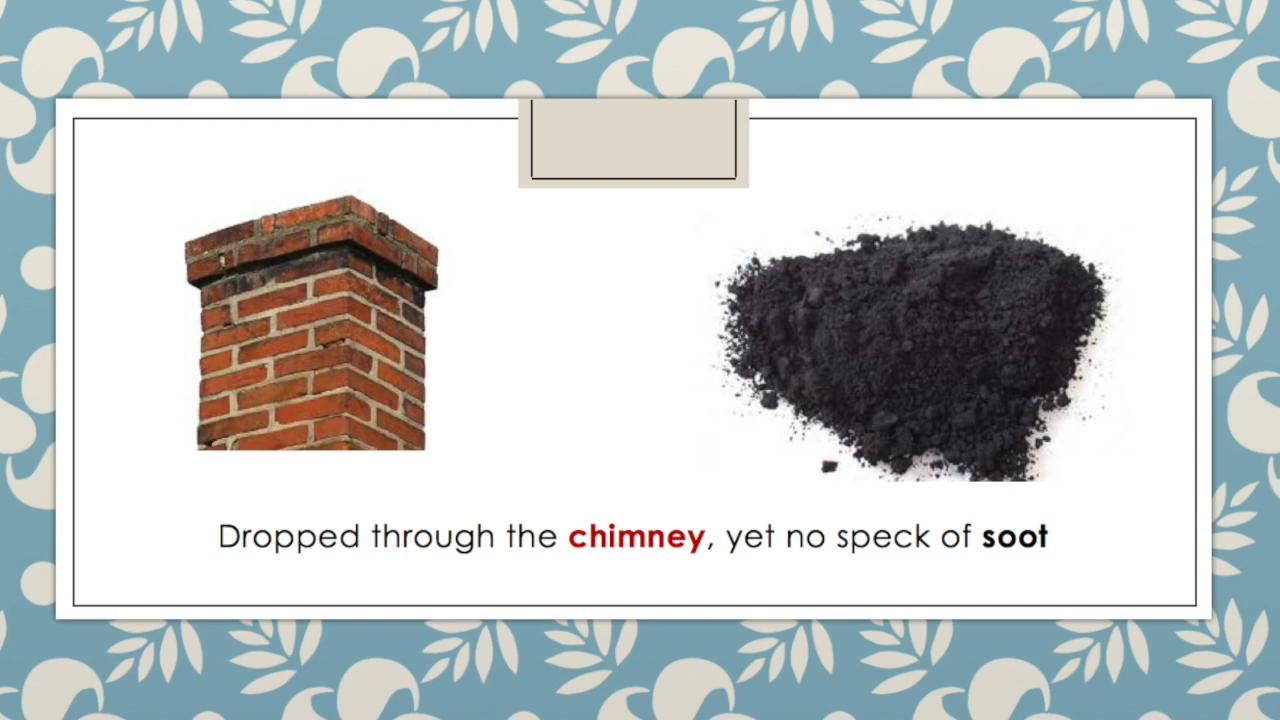 Dropped through the chimney, yet no speck of soot